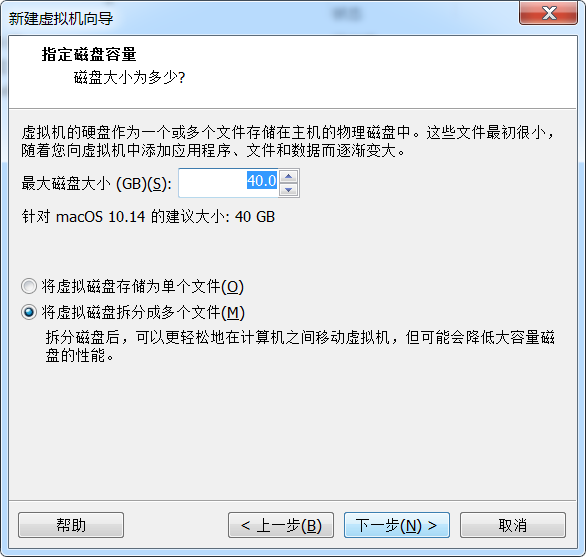 新建虚拟机向导
指定磁盘容量
磁盘大小为多少?
虚拟机的硬盘作为一个或多个文件存储在主机的物理磁盘中。这些文件最初很小，
随着您向虚拟机中添加应用程序、文件和数据而逐渐变大。
最大磁盘大小 (GB)(S): 40.0
针对 macOS 10.14 的建议大小: 40 GB
将虚拟磁盘存储为单个文件(O)
将虚拟磁盘拆分成多个文件(M)
拆分磁盘后，可以更轻松地在计算机之间移动虚拟机，但可能会降低大容量磁
盘的性能。
帮助 < 上一步(B) 下一步(N) > 取消